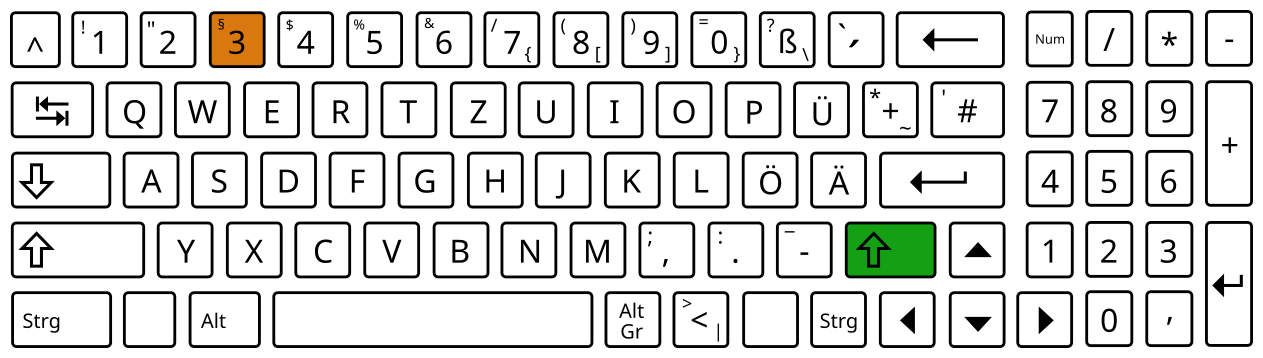 ^ ! 1 " 2 § 3 $ 4 % 5 & 6 / 7 { ( 8 [ ) 9 ] = 0 } ? ß \ ` ´ Num / * -
Q W E R T Z U I O P Ü * + ~ ' # 7 8 9 +
A S D F G H J K L Ö Ä 4 5 6
Y X C V B N M ; , : . _ - 1 2 3
Strg Alt Alt Gr > < | Strg 0 ,